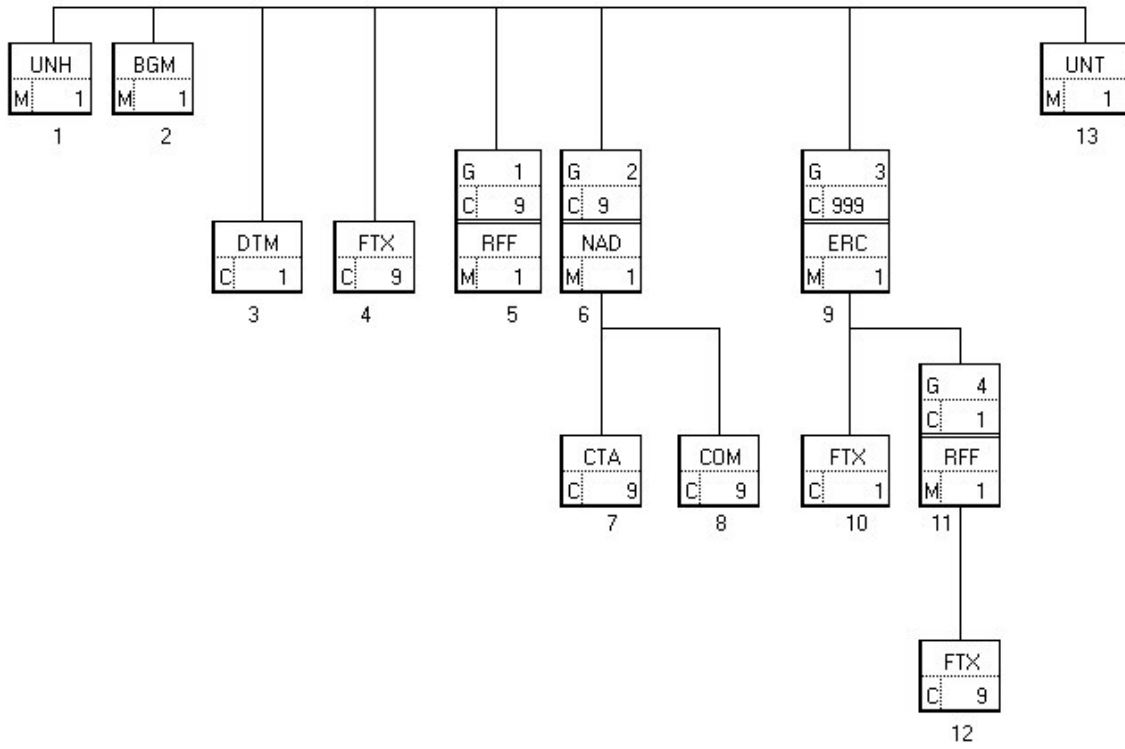 UNH
M 1
1
BGM
M 1
2
UNT
M 1
13
DTM
C 1
3
FTX
C 9
4
G 1
C 9
RFF
M 1
5
G 2
C 9
NAD
M 1
6
G 3
C 999
ERC
M 1
9
CTA
C 9
7
COM
C 9
8
FTX
C 1
10
G 4
C 1
RFF
M 1
11
FTX
C 9
12